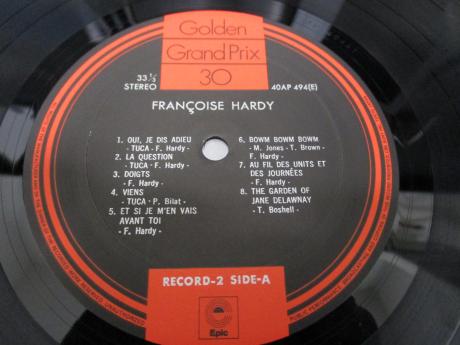 Golden
Grand Prix
30
33 1/3
STEREO
40AP 494(E)
FRANÇOISE HARDY
1. OUI, JE DIS ADIEU
- TUCA - F. Hardy -
2. LA QUESTION
- TUCA - F. Hardy -
3. DOIGTS
- F. Hardy -
4. VIENS
- TUCA - P. Bilat -
5. ET SI JE M'EN VAIS
AVANT TOI
- F. Hardy -
6. BOWM BOWM BOWM
- M. Jones - T. Brown -
F. Hardy -
7. AU FIL DES UNITS ET
DES JOURNÉES
- F. Hardy -
8. THE GARDEN OF
JANE DELAWNAY
- T. Boshell -
RECORD-2 SIDE-A
Epic